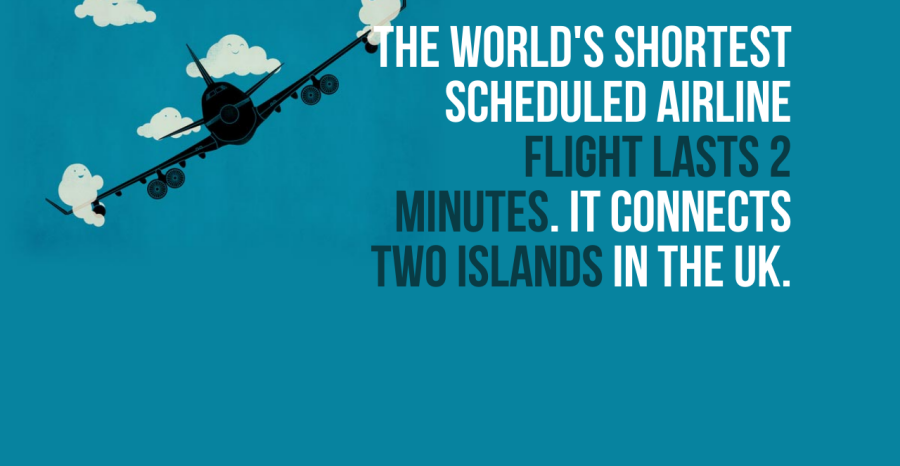 THE WORLD'S SHORTEST
SCHEDULED AIRLINE
FLIGHT LASTS 2
MINUTES. IT CONNECTS
TWO ISLANDS IN THE UK.